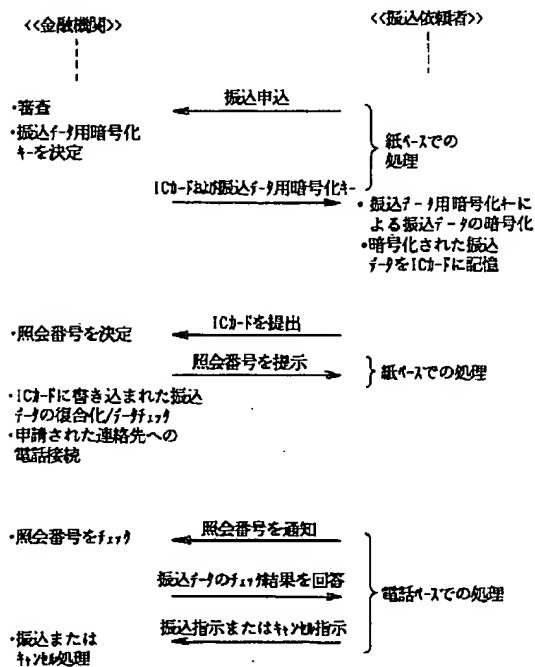 <<金融機関>>
<<振込依頼者>>
振込申込
・審査
・振込データ用暗号化
キーを決定
紙ベースでの
処理
ICカードおよび振込データ用暗号化キー
・振込データ用暗号化キーに
よる振込データの暗号化
・暗号化された振込
データをICカードに記憶
ICカードを提出
・照会番号を決定
照会番号を提示
紙ベースでの処理
・ICカードに書き込まれた振込
データの復合化/データチェック
・申請された連絡先への
電話接続
照会番号を通知
・照会番号をチェック
振込データのチェック結果を回答
電話ベースでの処理
振込指示またはキャンセル指示
・振込または
キャンセル処理